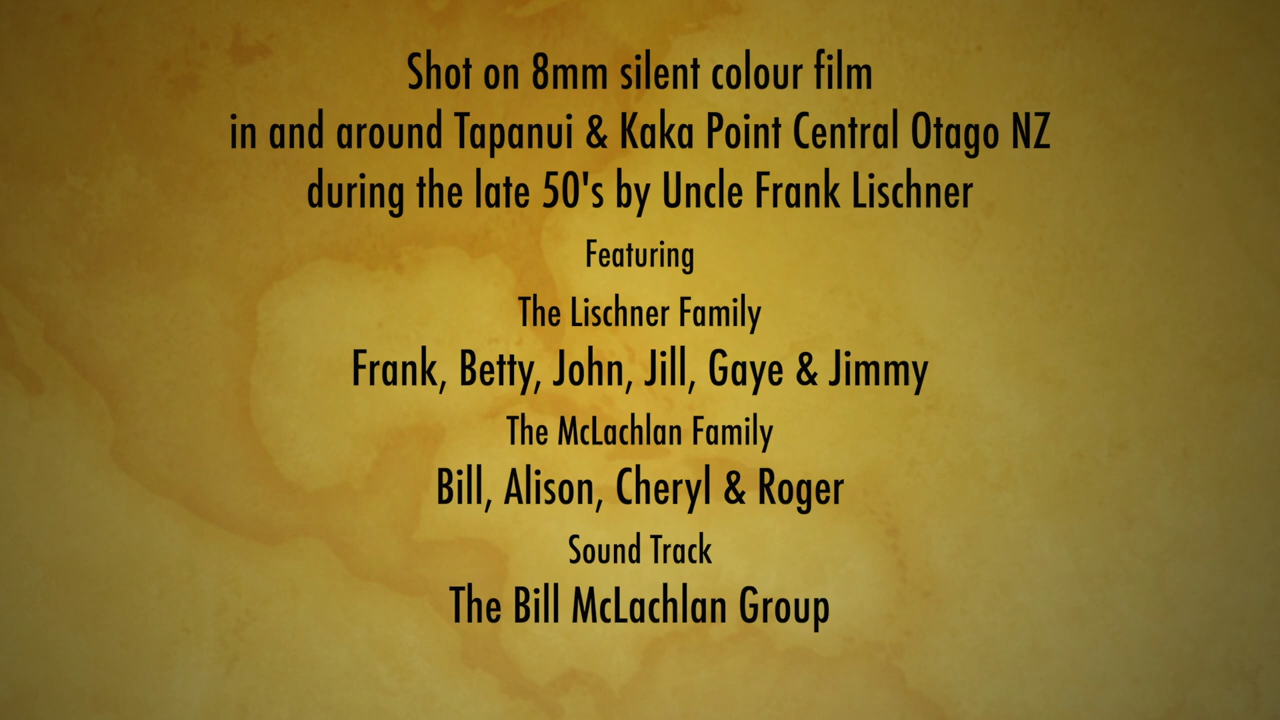 Shot on 8mm silent colour film
in and around Tapanui & Kaka Point Central Otago NZ
during the late 50's by Uncle Frank Lischner
Featuring
The Lischner Family
Frank, Betty, John, Jill, Gaye & Jimmy
The McLachlan Family
Bill, Alison, Cheryl & Roger
Sound Track
The Bill McLachlan Group